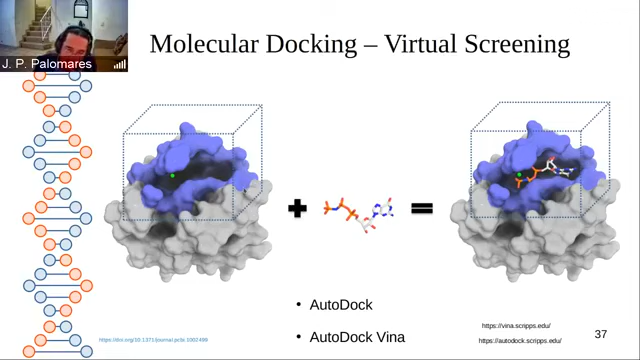 Molecular Docking – Virtual Screening
J. P. Palomares
• AutoDock
• AutoDock Vina
https://vina.scripps.edu/
https://autodock.scripps.edu/
37